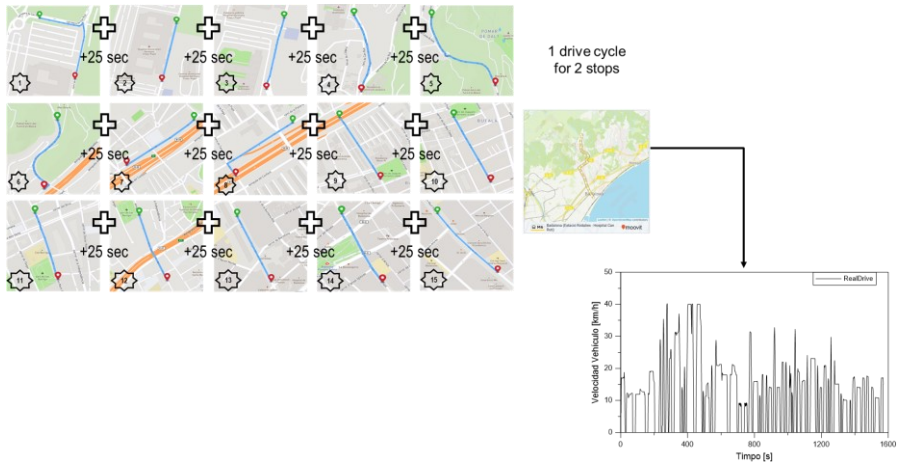 +25 sec
+25 sec
+25 sec
+25 sec
1
2
3
4
5
+25 sec
+25 sec
+25 sec
+25 sec
6
7
8
9
10
+25 sec
+25 sec
+25 sec
+25 sec
11
12
13
14
15
1 drive cycle
for 2 stops
moovit
RealDrive
Velocidad Vehículo [km/h]
50
40
30
20
10
0
0
400
800
1200
1600
Timpo [s]